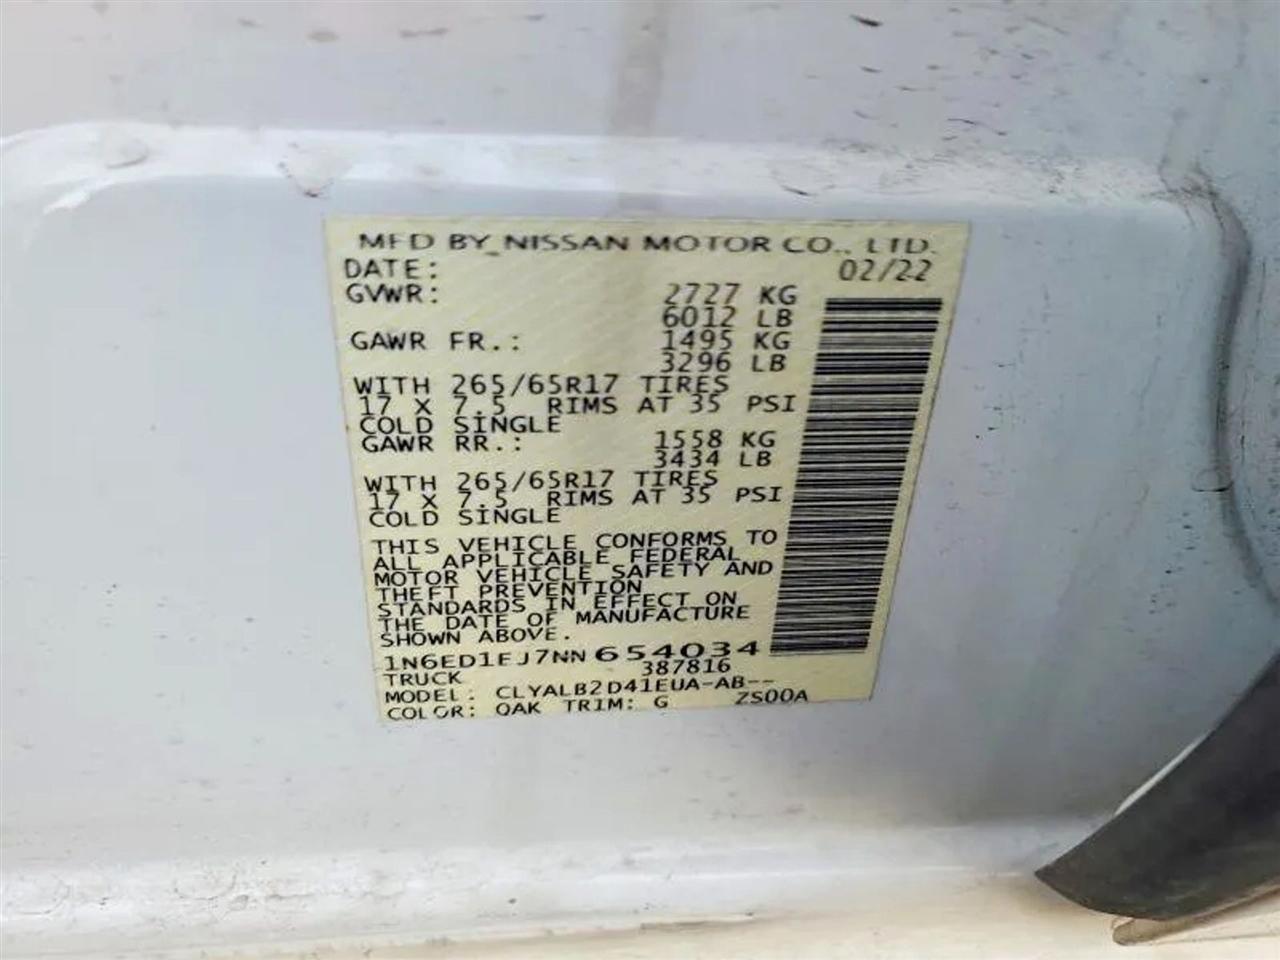 MFD BY NISSAN MOTOR CO., LTD.
DATE: 02/22
GVWR: 2727 KG
6012 LB
GAWR FR.: 1495 KG
3296 LB
WITH 265/65R17 TIRES
17 X 7.5 RIMS AT 35 PSI
COLD SINGLE
GAWR RR.: 1558 KG
3434 LB
WITH 265/65R17 TIRES
17 X 7.5 RIMS AT 35 PSI
COLD SINGLE
THIS VEHICLE CONFORMS TO
ALL APPLICABLE FEDERAL
MOTOR VEHICLE SAFETY AND
THEFT PREVENTION
STANDARDS IN EFFECT ON
THE DATE OF MANUFACTURE
SHOWN ABOVE.
1N6ED1EJ7NN654034
TRUCK 387816
MODEL: CLYALB2D41EUA-AB--
COLOR: QAK TRIM: G ZS00A